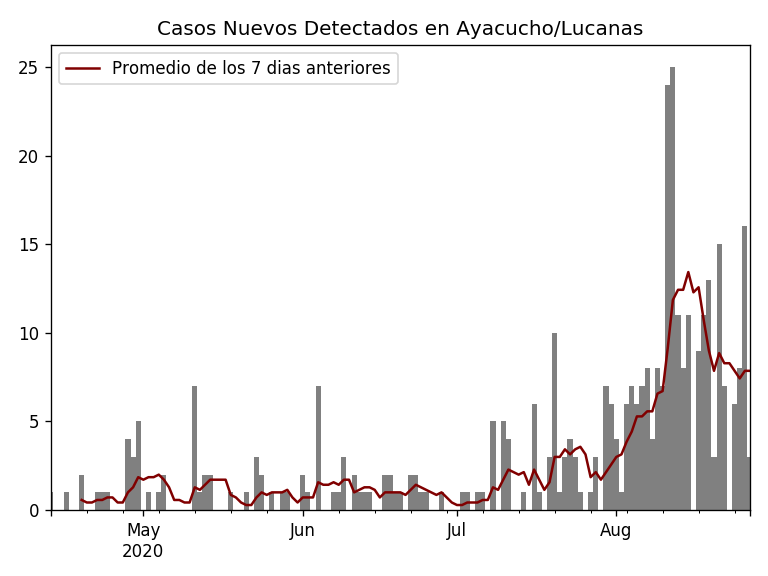 Casos Nuevos Detectados en Ayacucho/Lucanas
Promedio de los 7 dias anteriores
25
20
15
10
5
0
May Jun Jul Aug
2020